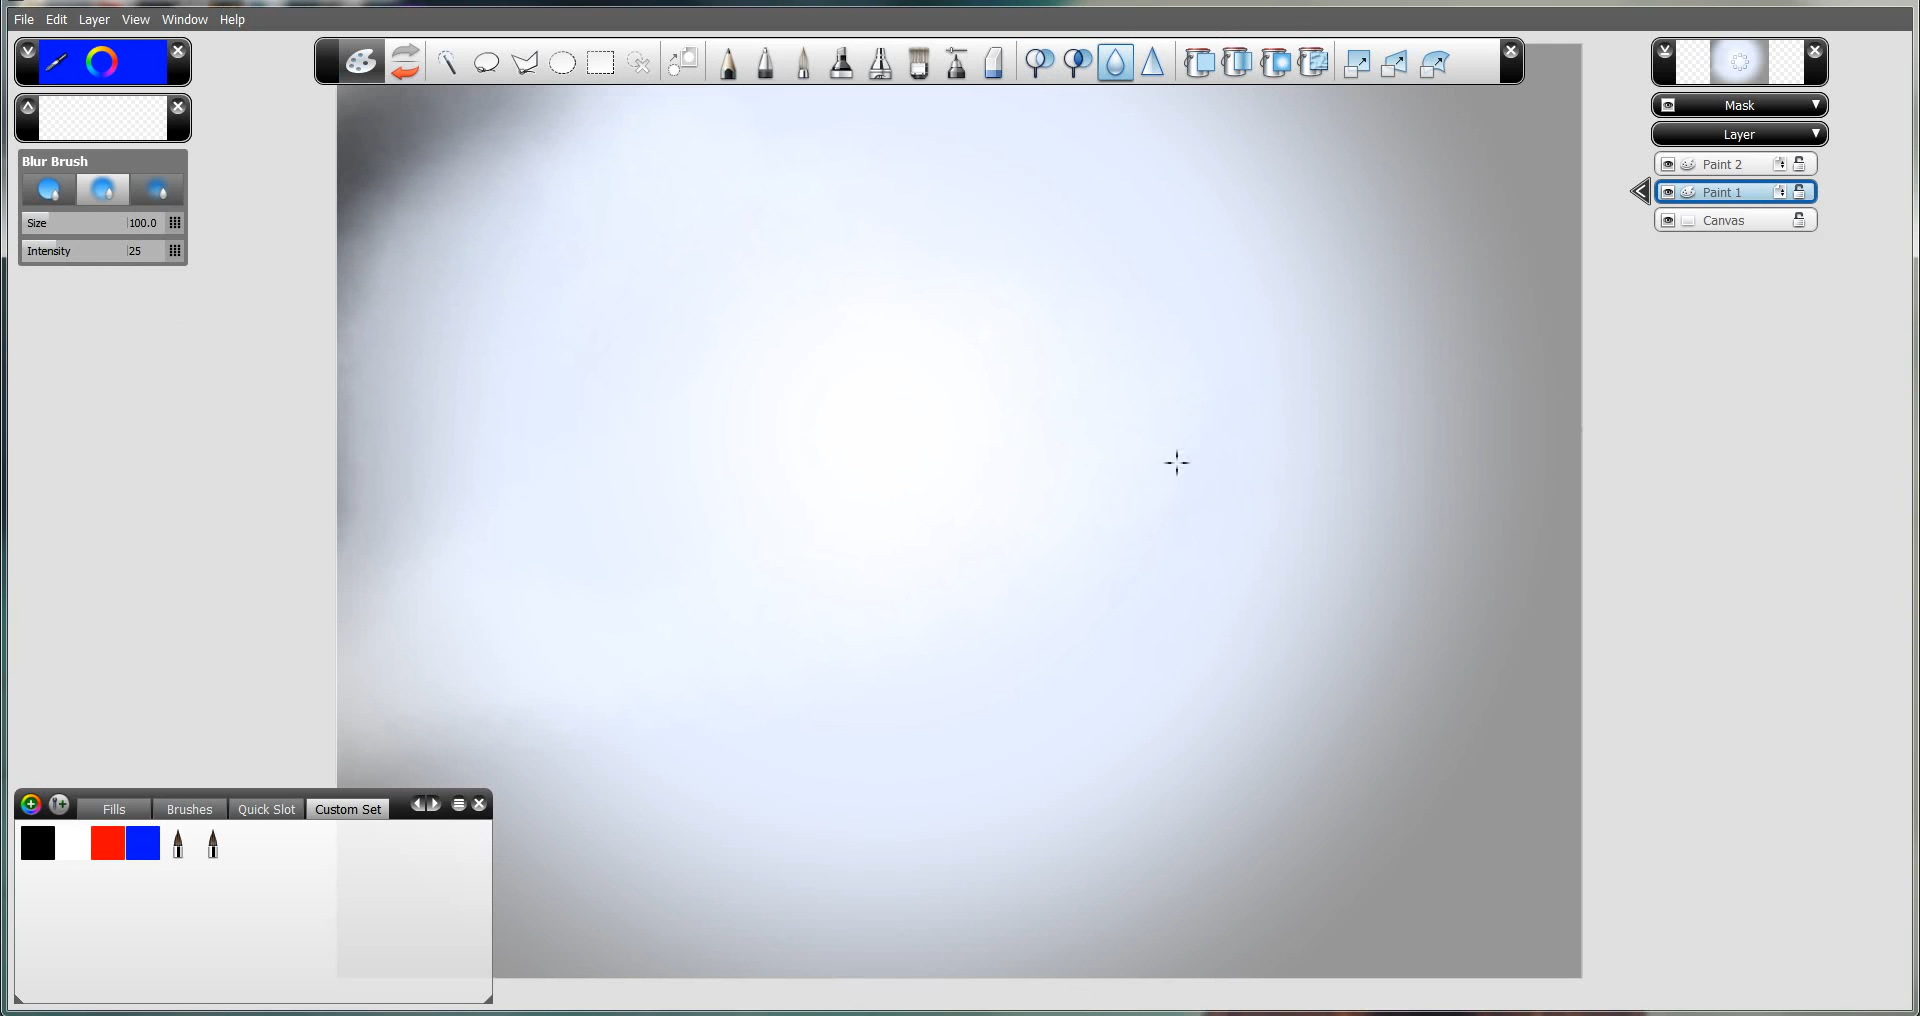 File Edit Layer View Window Help
Mask
Layer
Blur Brush
Paint 2
Paint 1
Size 100.0
Canvas
Intensity 25
Fills Brushes Quick Slot Custom Set